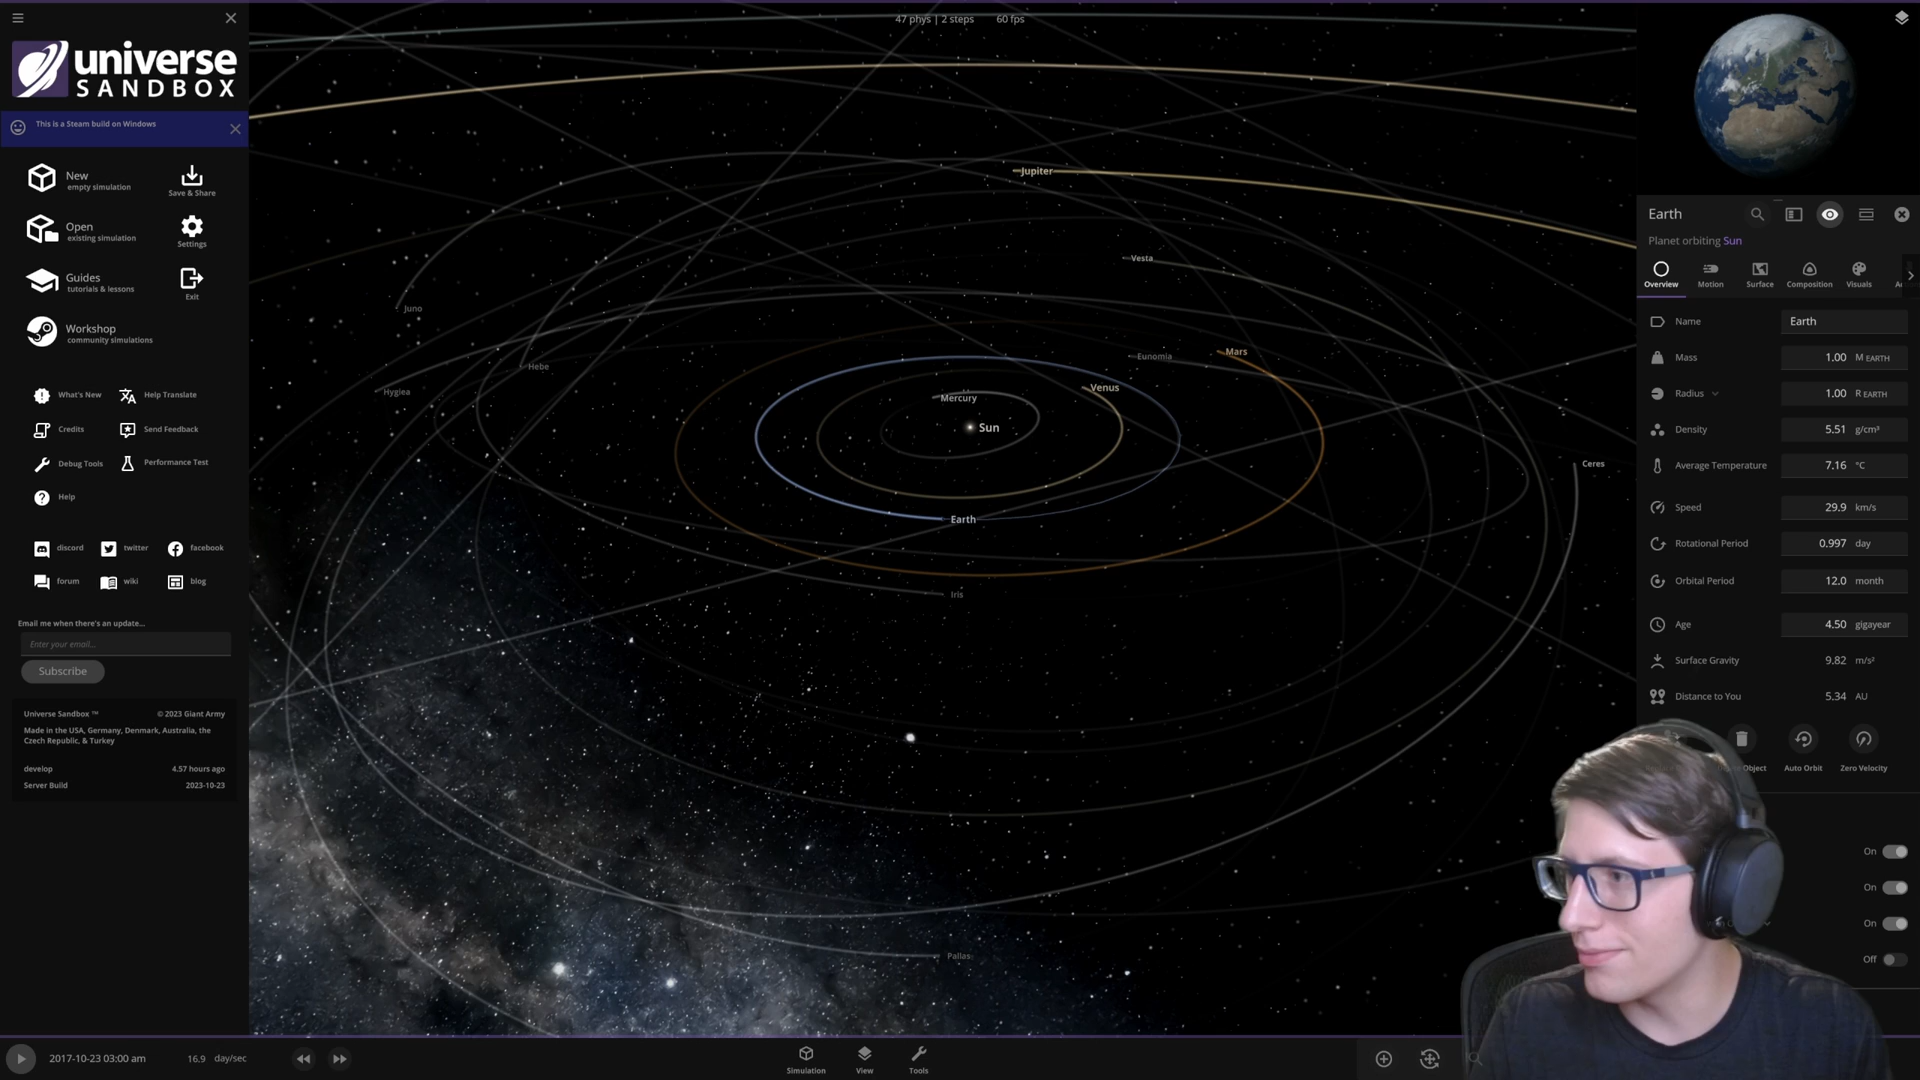 47 phys | 2 steps
60 fps
universe
SANDBOX
This is a Steam build on Windows
New
empty simulation
Save & Share
Open
existing simulation
Settings
Guides
tutorials & lessons
Exit
Workshop
community simulations
What's New
Help Translate
Credits
Send Feedback
Debug Tools
Performance Test
Help
discord
twitter
facebook
forum
wiki
blog
Email me when there's an update...
Enter your email...
Subscribe
Universe Sandbox ™
© 2023 Giant Army
Made in the USA, Germany, Denmark, Australia, the
Czech Republic, & Turkey
develop
4.57 hours ago
Server Build
2023-10-23
Jupiter
Vesta
Juno
Mars
Eunomia
Hebe
Venus
Hygiea
Mercury
Sun
Ceres
Earth
Iris
Pallas
Earth
Planet orbiting Sun
Overview
Motion
Surface
Composition
Visuals
Name
Earth
Mass
1.00 M EARTH
Radius
1.00 R EARTH
Density
5.51 g/cm³
Average Temperature
7.16 °C
Speed
29.9 km/s
Rotational Period
0.997 day
Orbital Period
12.0 month
Age
4.50 gigayear
Surface Gravity
9.82 m/s²
Distance to You
5.34 AU
Object
Auto Orbit
Zero Velocity
On
On
On
Off
2017-10-23 03:00 am
16.9 day/sec
Simulation
View
Tools